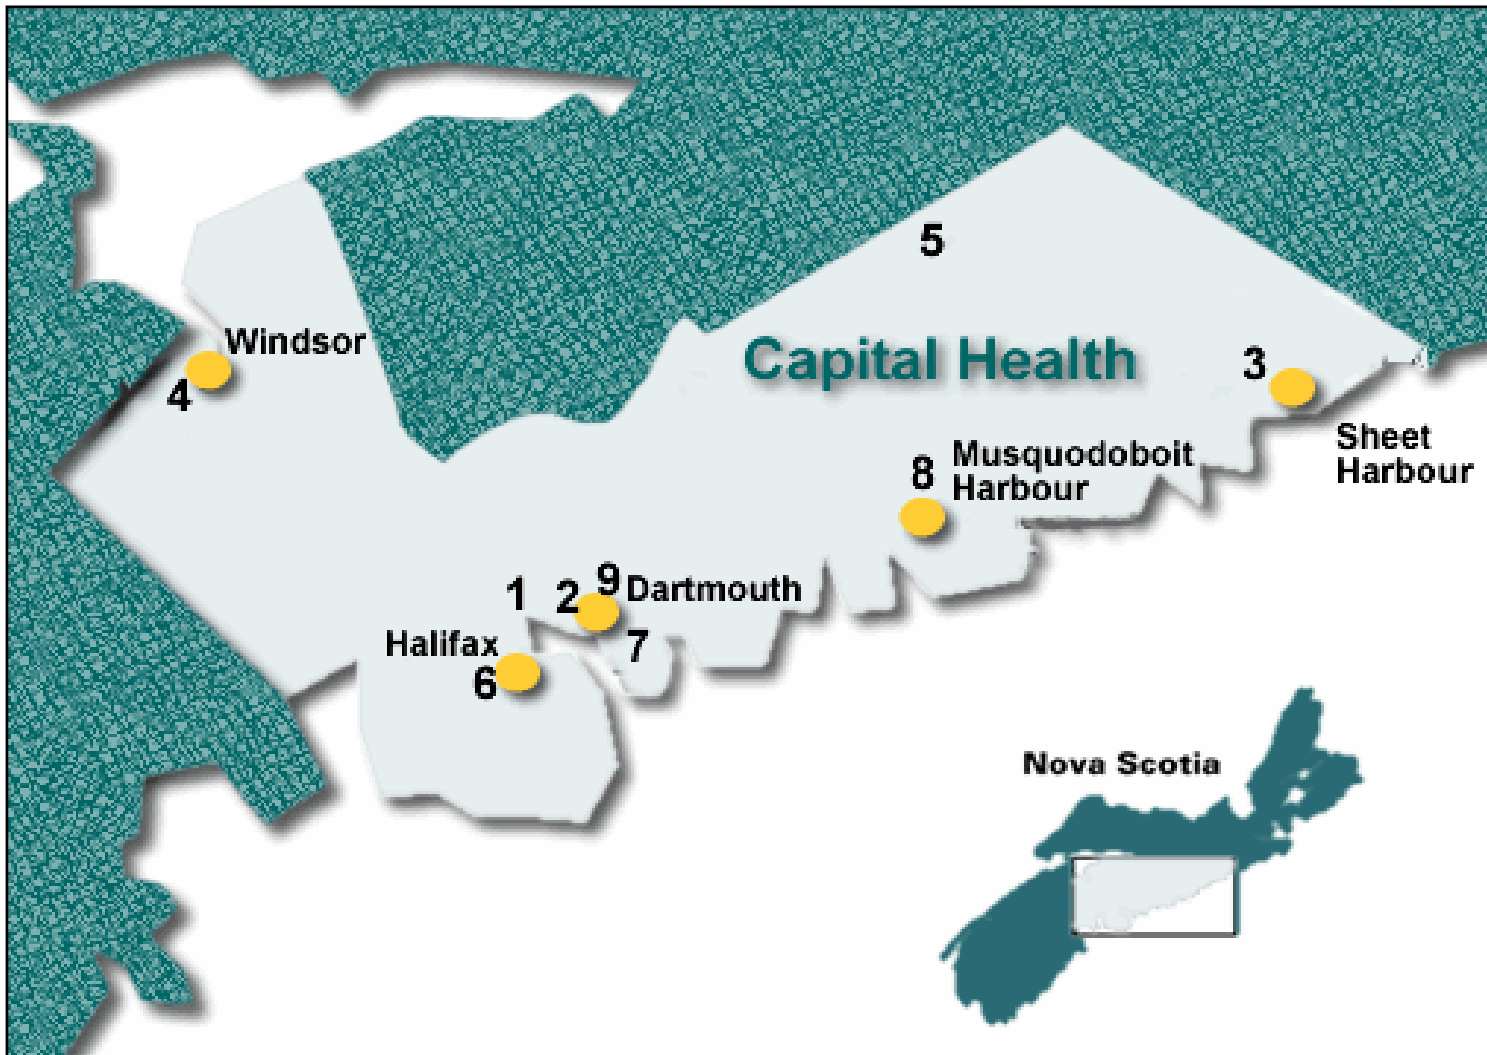 5
Windsor
Capital Health
3
4
Sheet
Harbour
8
Musquodoboit
Harbour
1
2
9
Dartmouth
Halifax
7
6
Nova Scotia